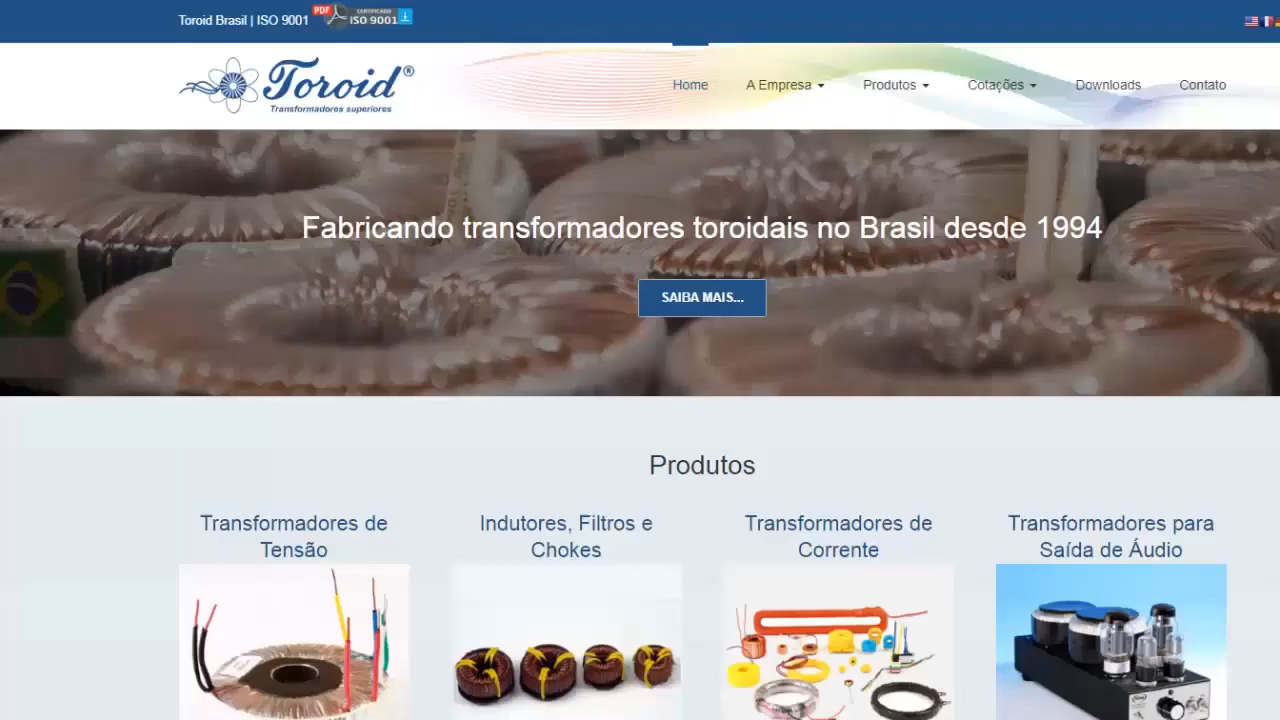 Toroid Brasil | ISO 9001
PDF
CERTIFICADO
ISO 9001
Toroid®
Transformadores superiores
Home
A Empresa
Produtos
Cotações
Downloads
Contato
Fabricando transformadores toroidais no Brasil desde 1994
SAIBA MAIS...
Produtos
Transformadores de
Tensão
Indutores, Filtros e
Chokes
Transformadores de
Corrente
Transformadores para
Saída de Áudio